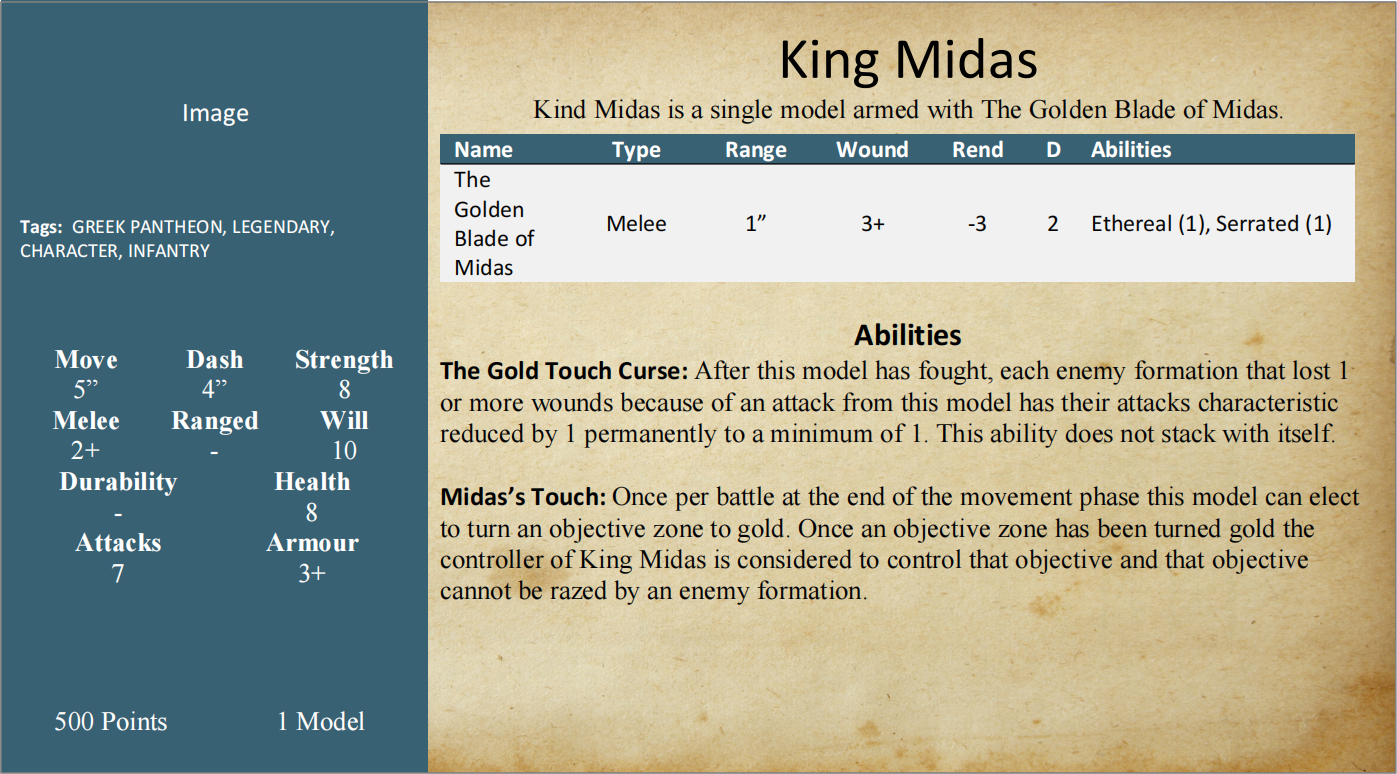 Image
Tags: GREEK PANTHEON, LEGENDARY,
CHARACTER, INFANTRY
Move Dash Strength
5” 4” 8
Melee Ranged Will
2+ - 10
Durability Health
- 8
Attacks Armour
7 3+
500 Points 1 Model
King Midas
Kind Midas is a single model armed with The Golden Blade of Midas.
Name Type Range Wound Rend D Abilities
The
Golden
Blade of
Midas
Melee 1” 3+ -3 2 Ethereal (1), Serrated (1)
Abilities
The Gold Touch Curse: After this model has fought, each enemy formation that lost 1
or more wounds because of an attack from this model has their attacks characteristic
reduced by 1 permanently to a minimum of 1. This ability does not stack with itself.
Midas’s Touch: Once per battle at the end of the movement phase this model can elect
to turn an objective zone to gold. Once an objective zone has been turned gold the
controller of King Midas is considered to control that objective and that objective
cannot be razed by an enemy formation.